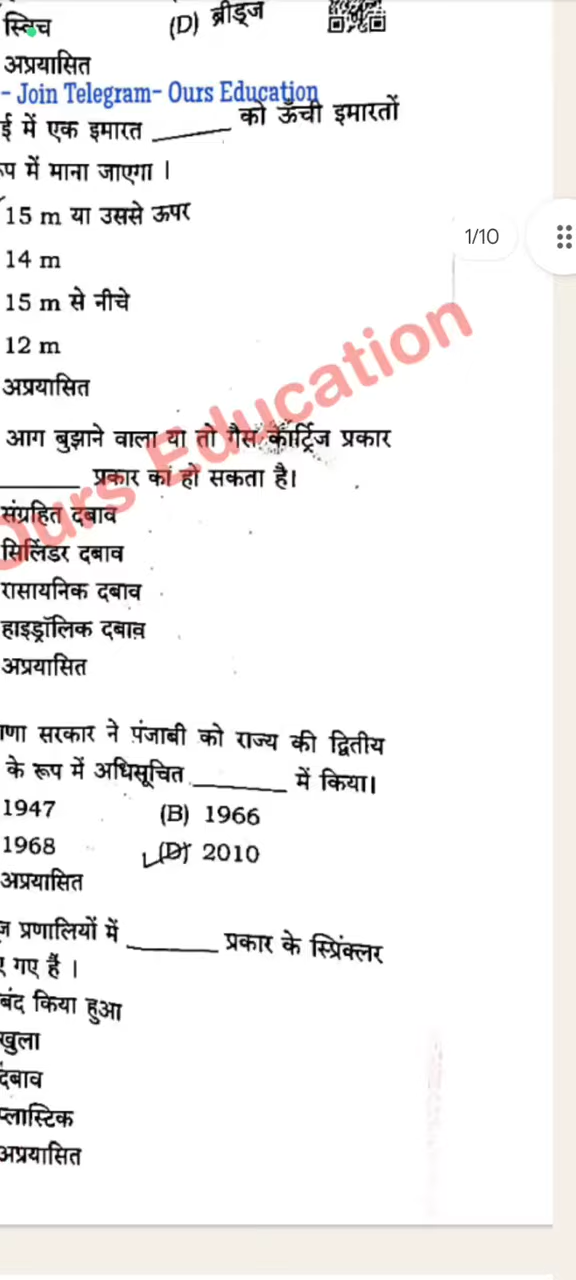 स्विच (D) ब्रीड्ज
अप्रयासित
- Join Telegram- Ours Education
ई में एक इमारत ______ को ऊँची इमारतों
में माना जाएगा ।
15 m या उससे ऊपर
14 m
15 m से नीचे
12 m
अप्रयासित
आग बुझाने वाला या तो गैस कार्ट्रिज प्रकार
______ प्रकार का हो सकता है।
संग्रहित दबाव
सिलिंडर दबाव
रासायनिक दबाव
हाइड्रॉलिक दबाव
अप्रयासित
णा सरकार ने पंजाबी को राज्य की द्वितीय
के रूप में अधिसूचित ______ में किया।
1947 (B) 1966
1968 (D) 2010
अप्रयासित
ज प्रणालियों में ______ प्रकार के स्प्रिंक्लर
गए हैं ।
बंद किया हुआ
खुला
दबाव
प्लास्टिक
अप्रयासित
1/10
Ours Education